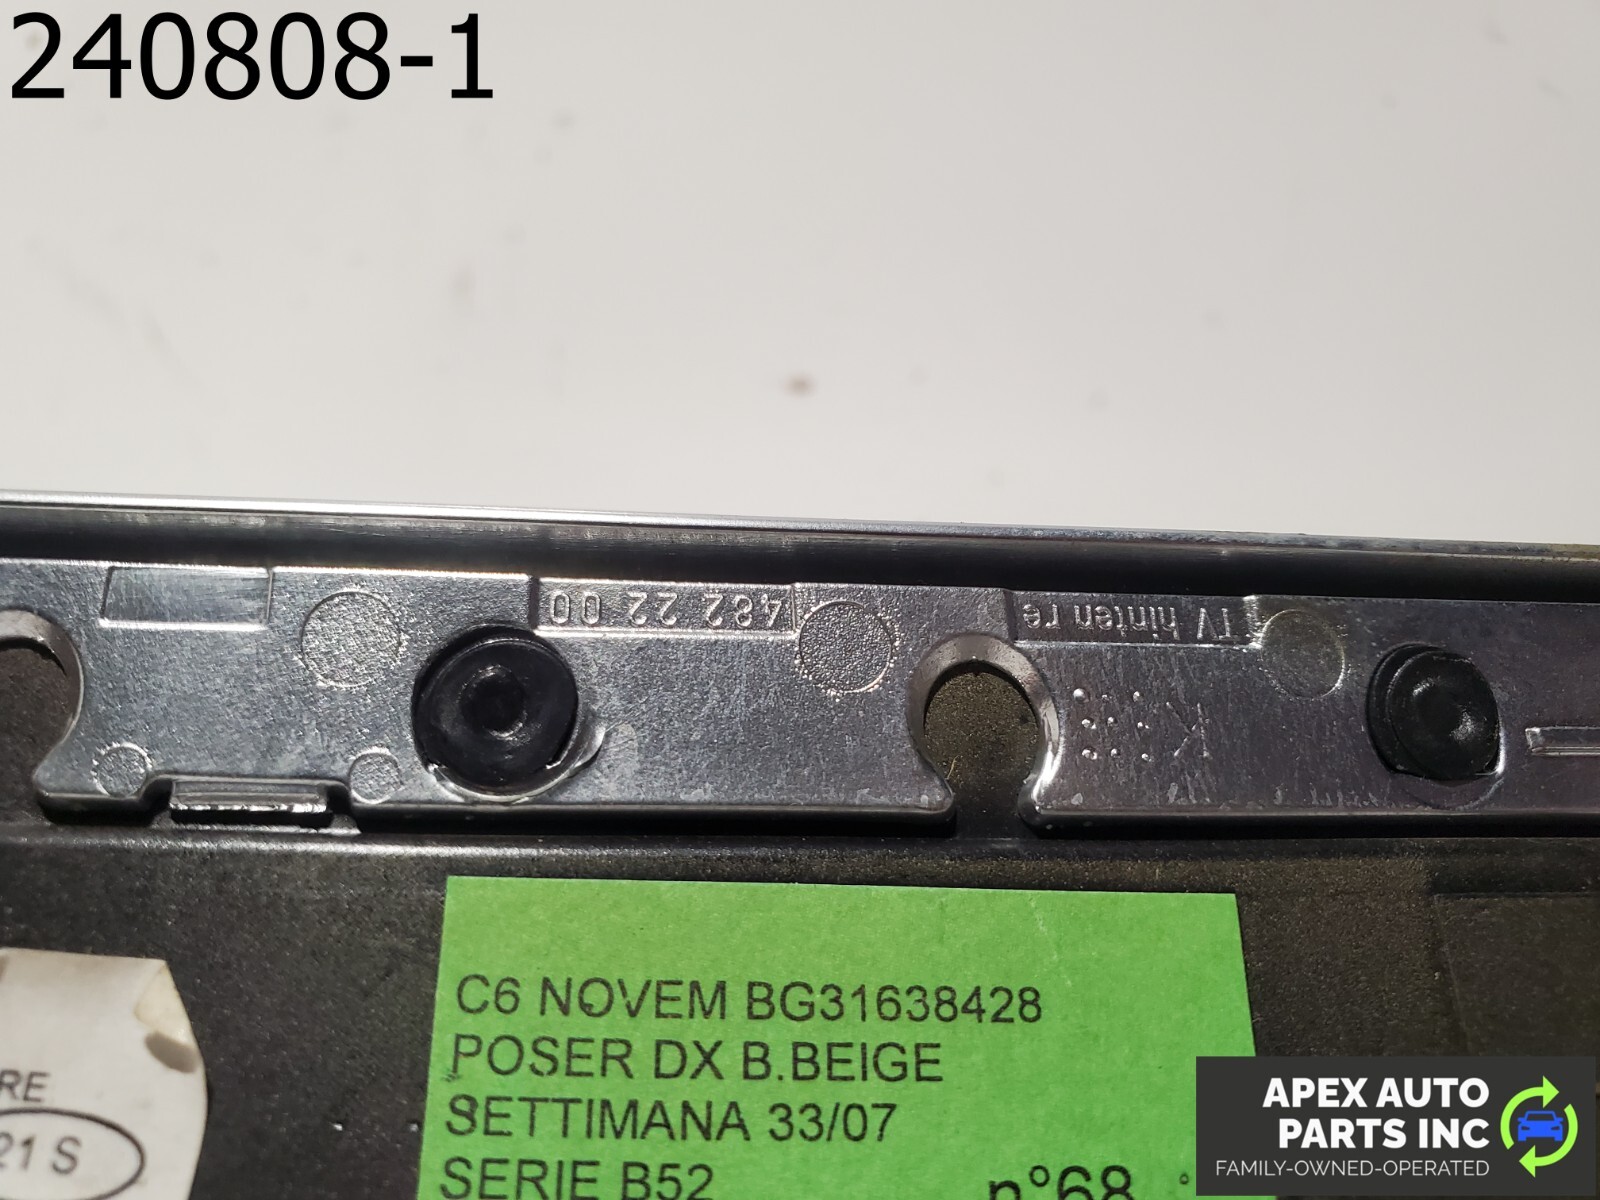 240808-1
482 22 00
TV hinten re
K
C6 NOVEM BG31638428
POSER DX B.BEIGE
SETTIMANA 33/07
SERIE B52
n°68
RE
21 S
APEX AUTO
PARTS INC
FAMILY-OWNED-OPERATED